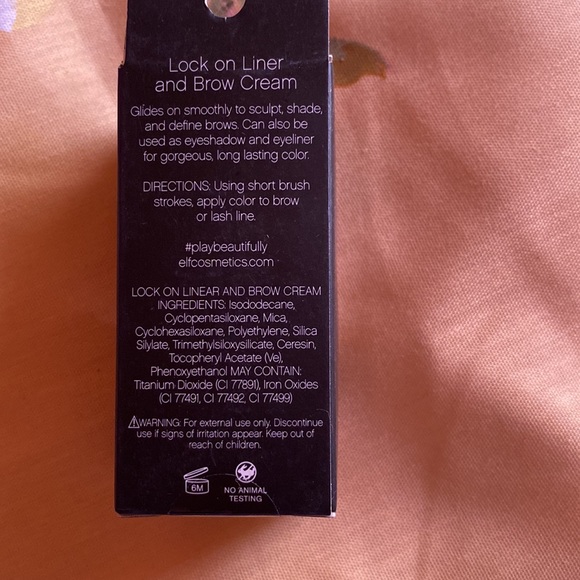 Lock on Liner
and Brow Cream
Glides on smoothly to sculpt, shade,
and define brows. Can also be
used as eyeshadow and eyeliner
for gorgeous, long lasting color.
DIRECTIONS: Using short brush
strokes, apply color to brow
or lash line.
#playbeautifully
elfcosmetics.com
LOCK ON LINEAR AND BROW CREAM
INGREDIENTS: Isododecane,
Cyclopentasiloxane, Mica,
Cyclohexasiloxane, Polyethylene, Silica
Silylate, Trimethylsiloxysilicate, Ceresin,
Tocopheryl Acetate (Ve),
Phenoxyethanol MAY CONTAIN:
Titanium Dioxide (CI 77891), Iron Oxides
(CI 77491, CI 77492, CI 77499)
WARNING: For external use only. Discontinue
use if signs of irritation appear. Keep out of
reach of children.
6M
NO ANIMAL
TESTING